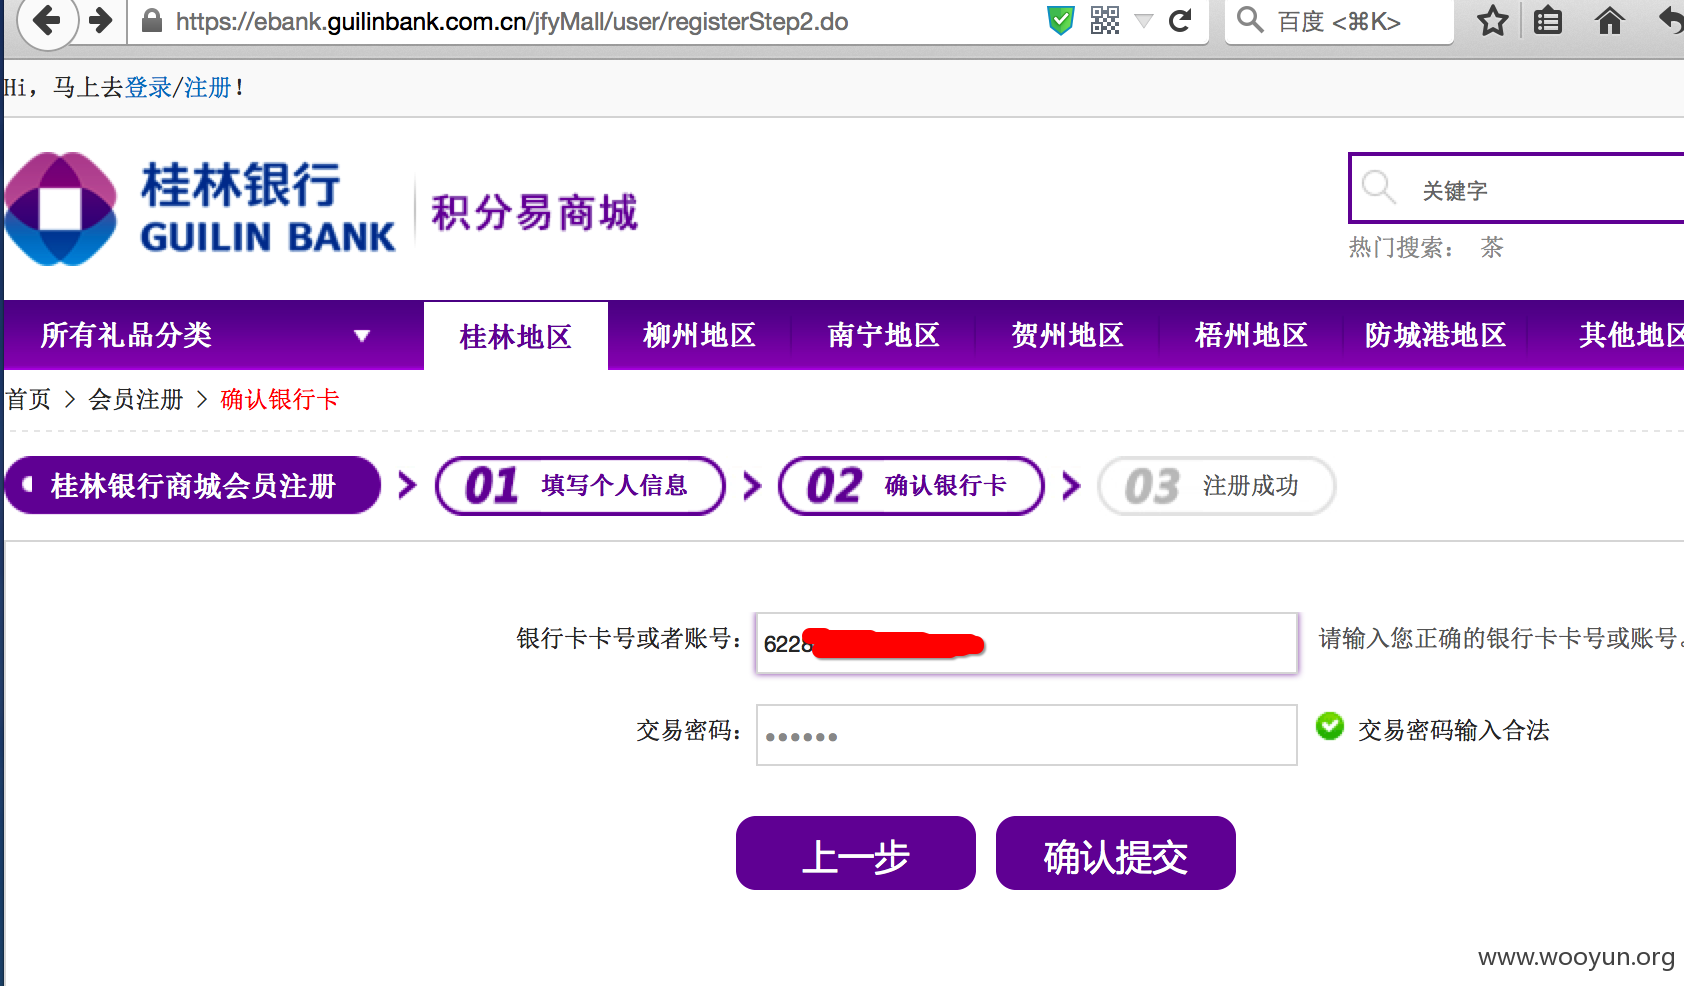 https://ebank.guilinbank.com.cn/jfyMall/user/registerStep2.do
百度 <⌘K>
Hi，马上去登录/注册！
桂林银行
GUILIN BANK
积分易商城
关键字
热门搜索： 茶
所有礼品分类 桂林地区 柳州地区 南宁地区 贺州地区 梧州地区 防城港地区 其他地区
首页 > 会员注册 > 确认银行卡
桂林银行商城会员注册 01 填写个人信息 02 确认银行卡 03 注册成功
银行卡卡号或者账号： 6228 请输入您正确的银行卡卡号或账号。
交易密码： •••••• 交易密码输入合法
上一步 确认提交
www.wooyun.org